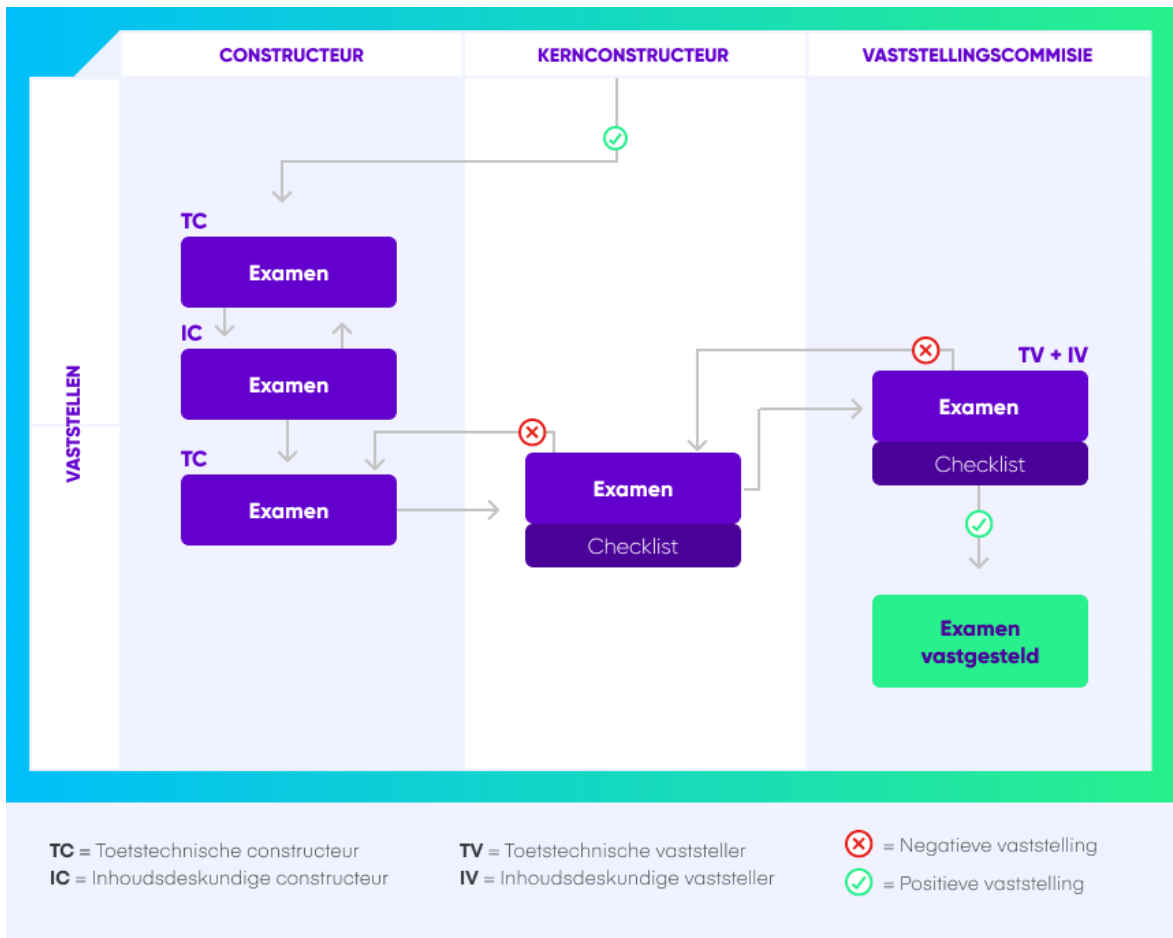 CONSTRUCTEUR
KERNCONSTRUCTEUR
VASTSTELLINGSCOMMISIE
VASTSTELLEN
TC
Examen
IC
Examen
TC
Examen
Examen
Checklist
TV + IV
Examen
Checklist
Examen
vastgesteld
TC = Toetstechnische constructeur
IC = Inhoudsdeskundige constructeur
TV = Toetstechnische vaststeller
IV = Inhoudsdeskundige vaststeller
= Negatieve vaststelling
= Positieve vaststelling